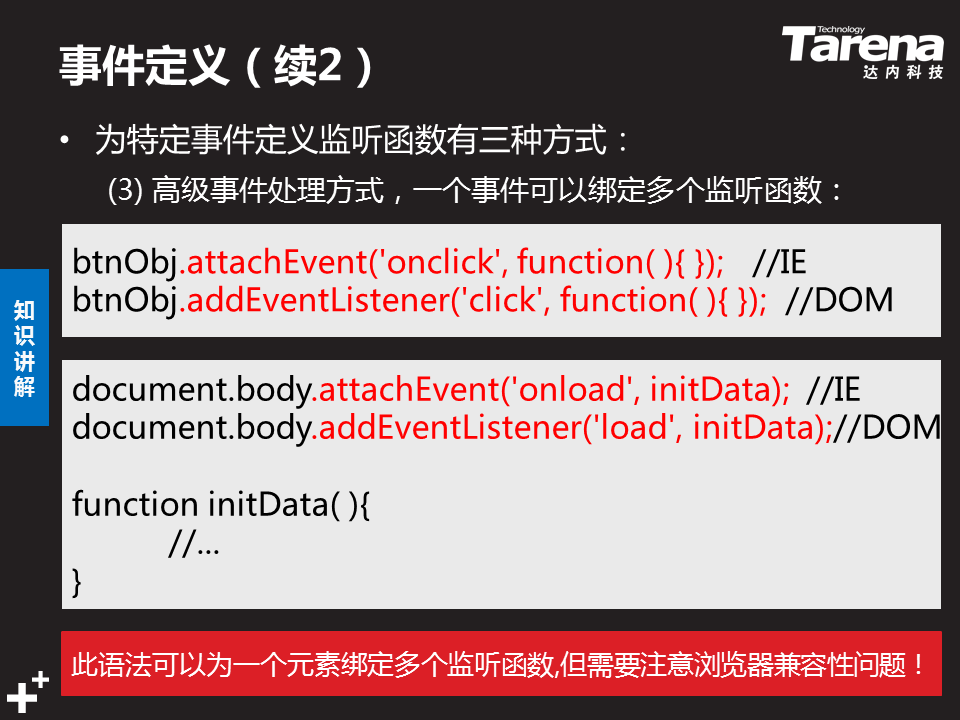 事件定义（续2）
Technology
Tarena
达内科技
• 为特定事件定义监听函数有三种方式：
(3) 高级事件处理方式，一个事件可以绑定多个监听函数：
btnObj.attachEvent('onclick', function( ){ }); //IE
btnObj.addEventListener('click', function( ){ }); //DOM
知识讲解
document.body.attachEvent('onload', initData); //IE
document.body.addEventListener('load', initData);//DOM
function initData( ){
//...
}
此语法可以为一个元素绑定多个监听函数,但需要注意浏览器兼容性问题！